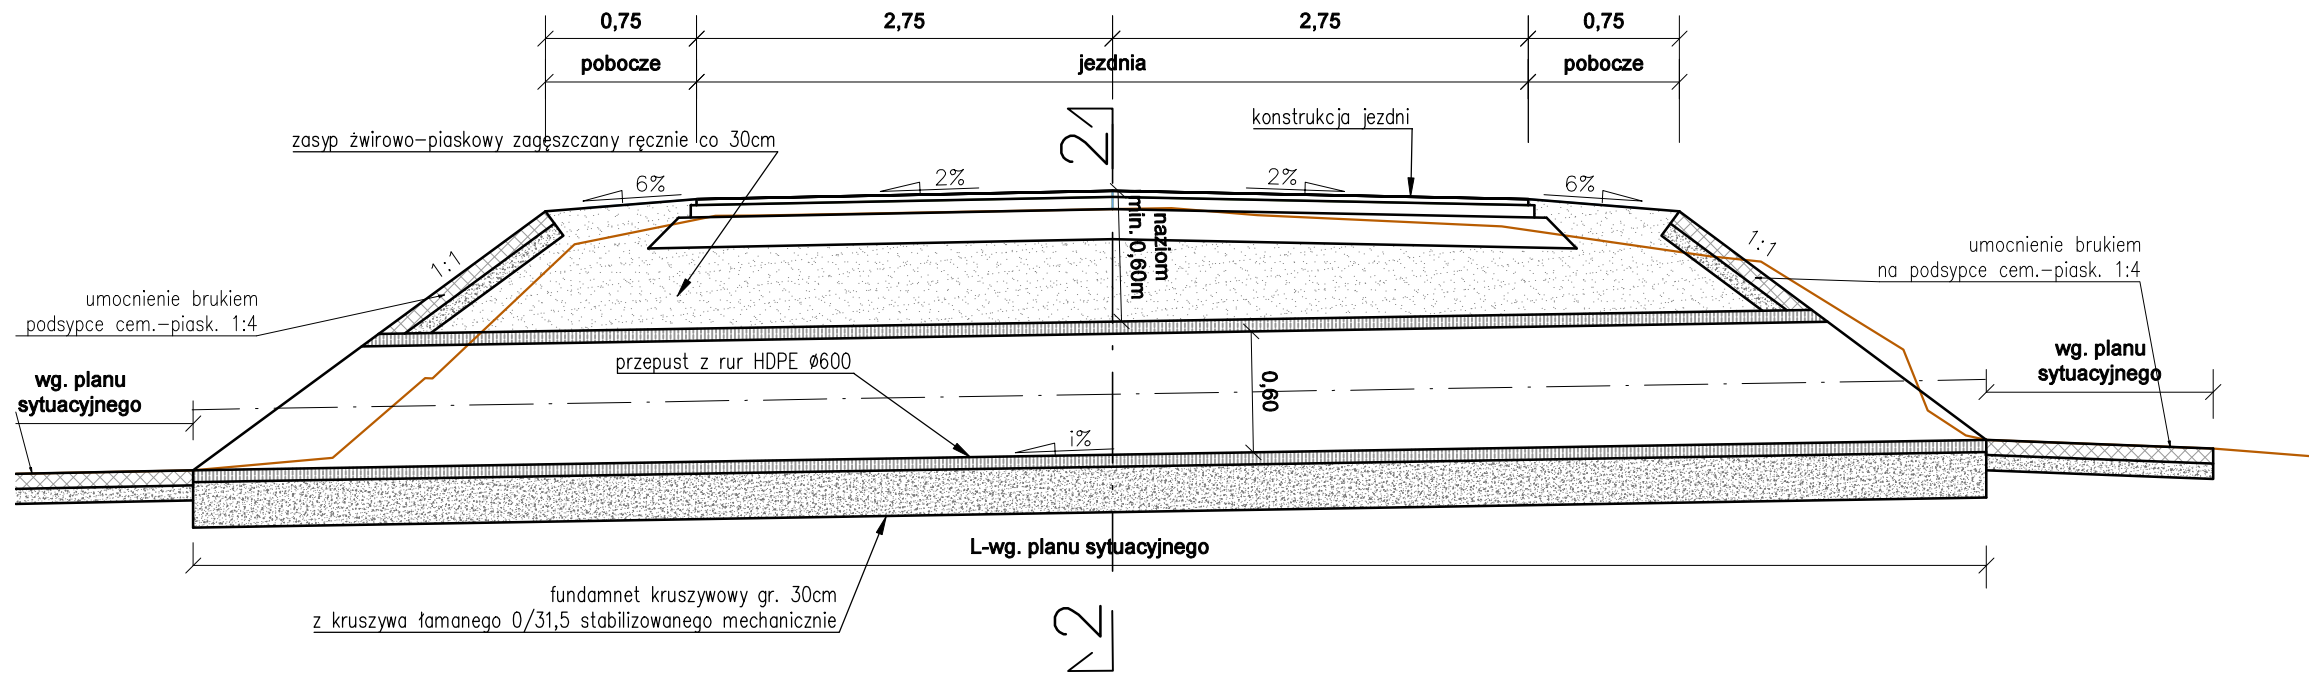 0,75
2,75
2,75
0,75
pobocze
jezdnia
pobocze
konstrukcja jezdni
zasyp żwirowo-piaskowy zagęszczany ręcznie co 30cm
2
6%
2%
2%
6%
naziom
min. 0,60m
1:1
1:1
umocnienie brukiem
na podsypce cem.-piask. 1:4
umocnienie brukiem
podsypce cem.-piask. 1:4
przepust z rur HDPE ø600
wg. planu
sytuacyjnego
wg. planu
sytuacyjnego
0,60
i%
L-wg. planu sytuacyjnego
fundamnet kruszywowy gr. 30cm
z kruszywa łamanego 0/31,5 stabilizowanego mechanicznie
2